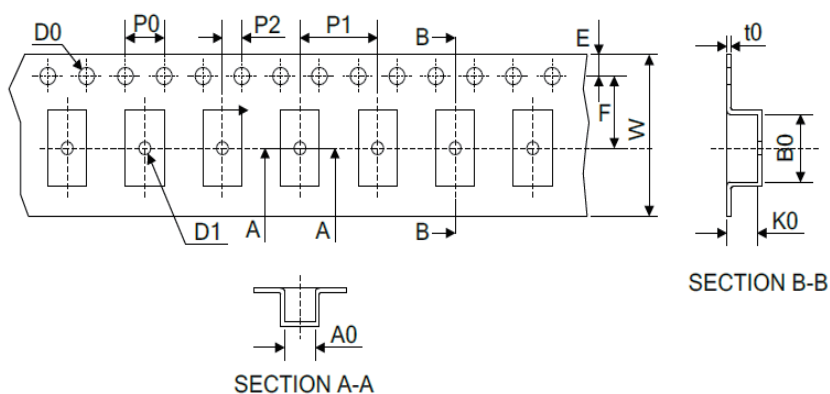 D0
P0
P2
P1
B
E
t0
F
W
B0
D1
A
A
B
K0
SECTION B-B
A0
SECTION A-A